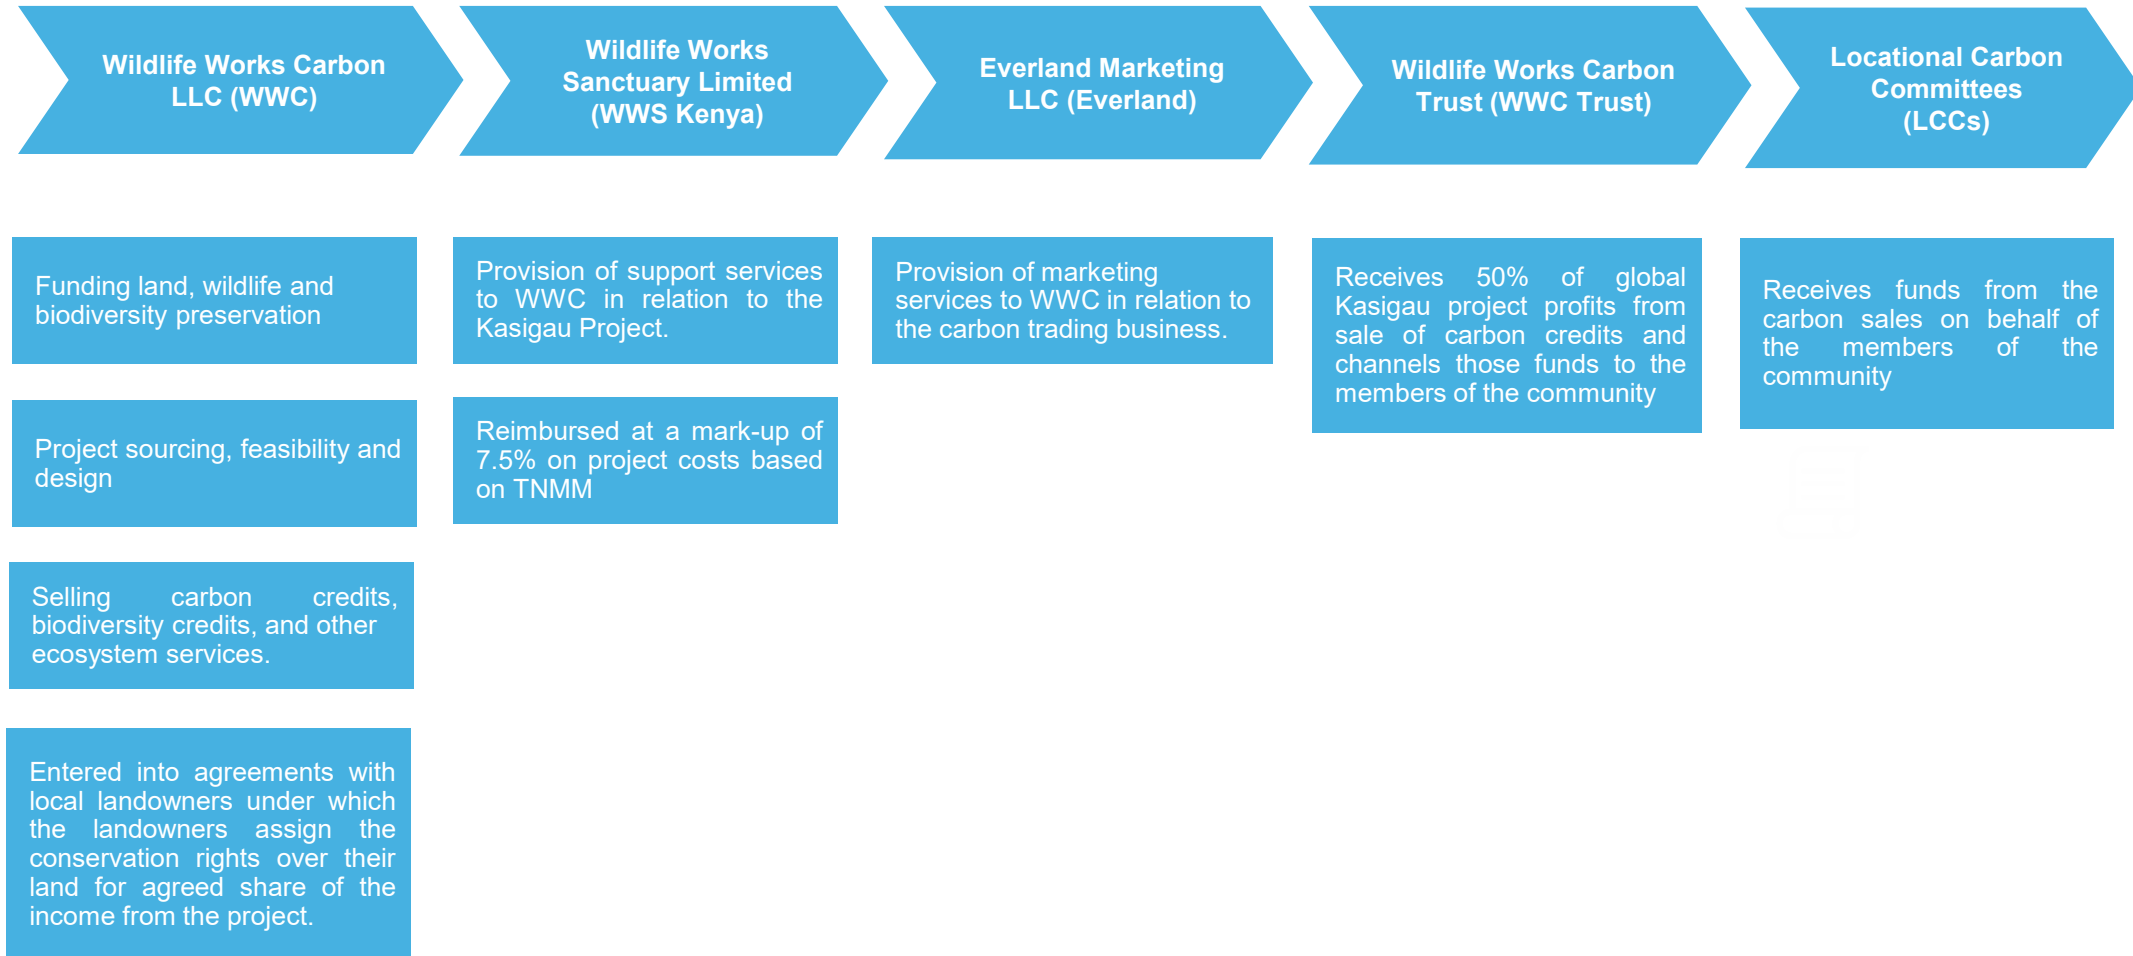 Wildlife Works Carbon
LLC (WWC)
Wildlife Works
Sanctuary Limited
(WWS Kenya)
Everland Marketing
LLC (Everland)
Wildlife Works Carbon
Trust (WWC Trust)
Locational Carbon
Committees
(LCCs)
Funding land, wildlife and
biodiversity preservation
Project sourcing, feasibility and
design
Selling carbon credits,
biodiversity credits, and other
ecosystem services.
Entered into agreements with
local landowners under which
the landowners assign the
conservation rights over their
land for agreed share of the
income from the project.
Provision of support services
to WWC in relation to the
Kasigau Project.
Reimbursed at a mark-up of
7.5% on project costs based
on TNMM
Provision of marketing
services to WWC in relation to
the carbon trading business.
Receives 50% of global
Kasigau project profits from
sale of carbon credits and
channels those funds to the
members of the community
Receives funds from the
carbon sales on behalf of
the members of the
community